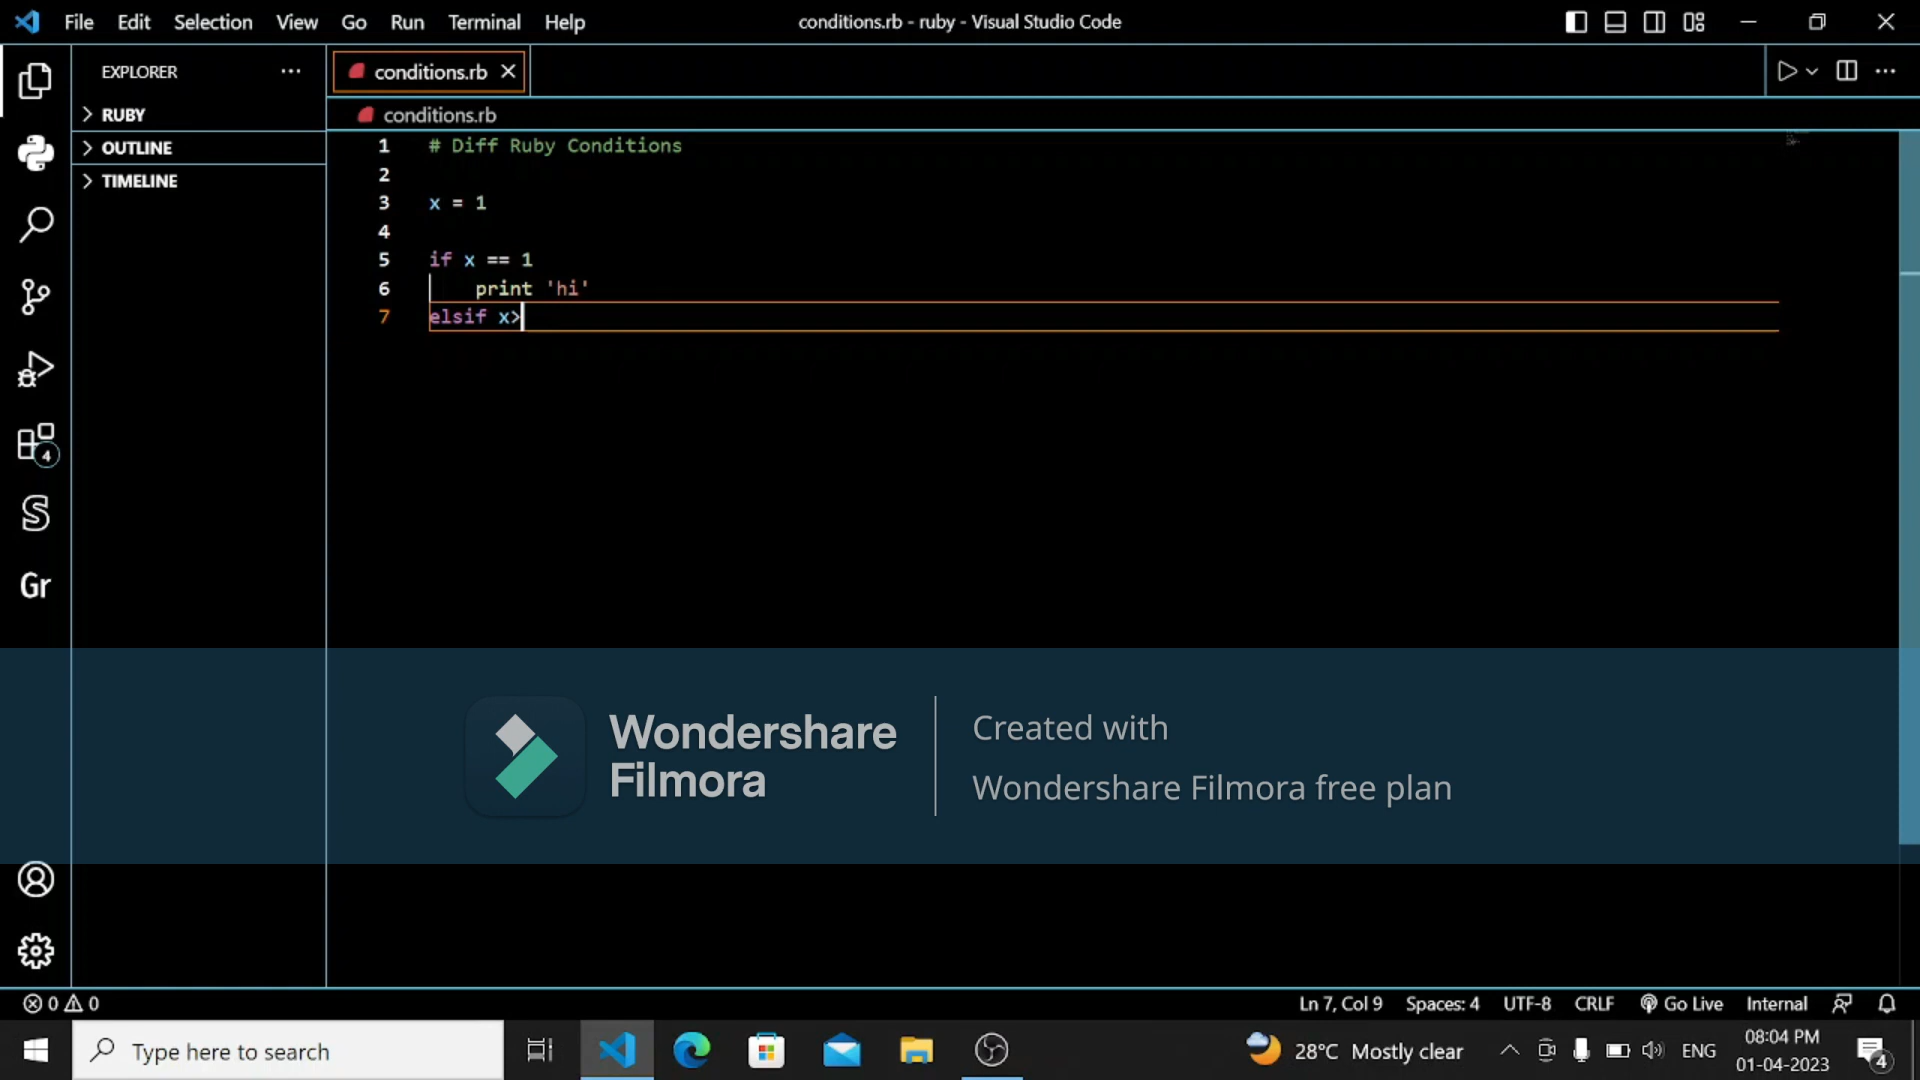 File Edit Selection View Go Run Terminal Help
conditions.rb - ruby - Visual Studio Code
EXPLORER
RUBY
OUTLINE
TIMELINE
conditions.rb
conditions.rb
1 # Diff Ruby Conditions
2
3 x = 1
4
5 if x == 1
6 print 'hi'
7 elsif x>
4
Gr
Wondershare
Filmora
Created with
Wondershare Filmora free plan
0 0
Ln 7, Col 9 Spaces: 4 UTF-8 CRLF Go Live Internal
Type here to search
28°C Mostly clear
ENG
08:04 PM
01-04-2023
4